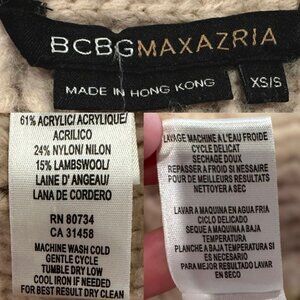 BCBGMAXAZRIA
MADE IN HONG KONG
XS/S
61% ACRYLIC/ACRYLIQUE/
ACRILICO
24% NYLON/NILON
15% LAMBSWOOL/
LAINE D'ANGEAU/
LANA DE CORDERO
RN 80734
CA 31458
MACHINE WASH COLD
GENTLE CYCLE
TUMBLE DRY LOW
COOL IRON IF NEEDED
FOR BEST RESULT DRY CLEAN
LAVAGE MACHINE A L'EAU FROIDE
CYCLE DELICAT
SECHAGE DOUX
REPASSER A FROID SI NECESSAIRE
POUR DE MEILLEURS RESULTATS
NETTOYER A SEC
LAVAR A MAQUINA EN AGUA FRIA
CICLO DELICADO
SEQUE A MAQUINA A BAJA
TEMPERATURA
PLANCHE A BAJA TEMPERATURA SI
ES NECESARIO
PARA MEJOR RESULTADO LAVAR
EN SECO